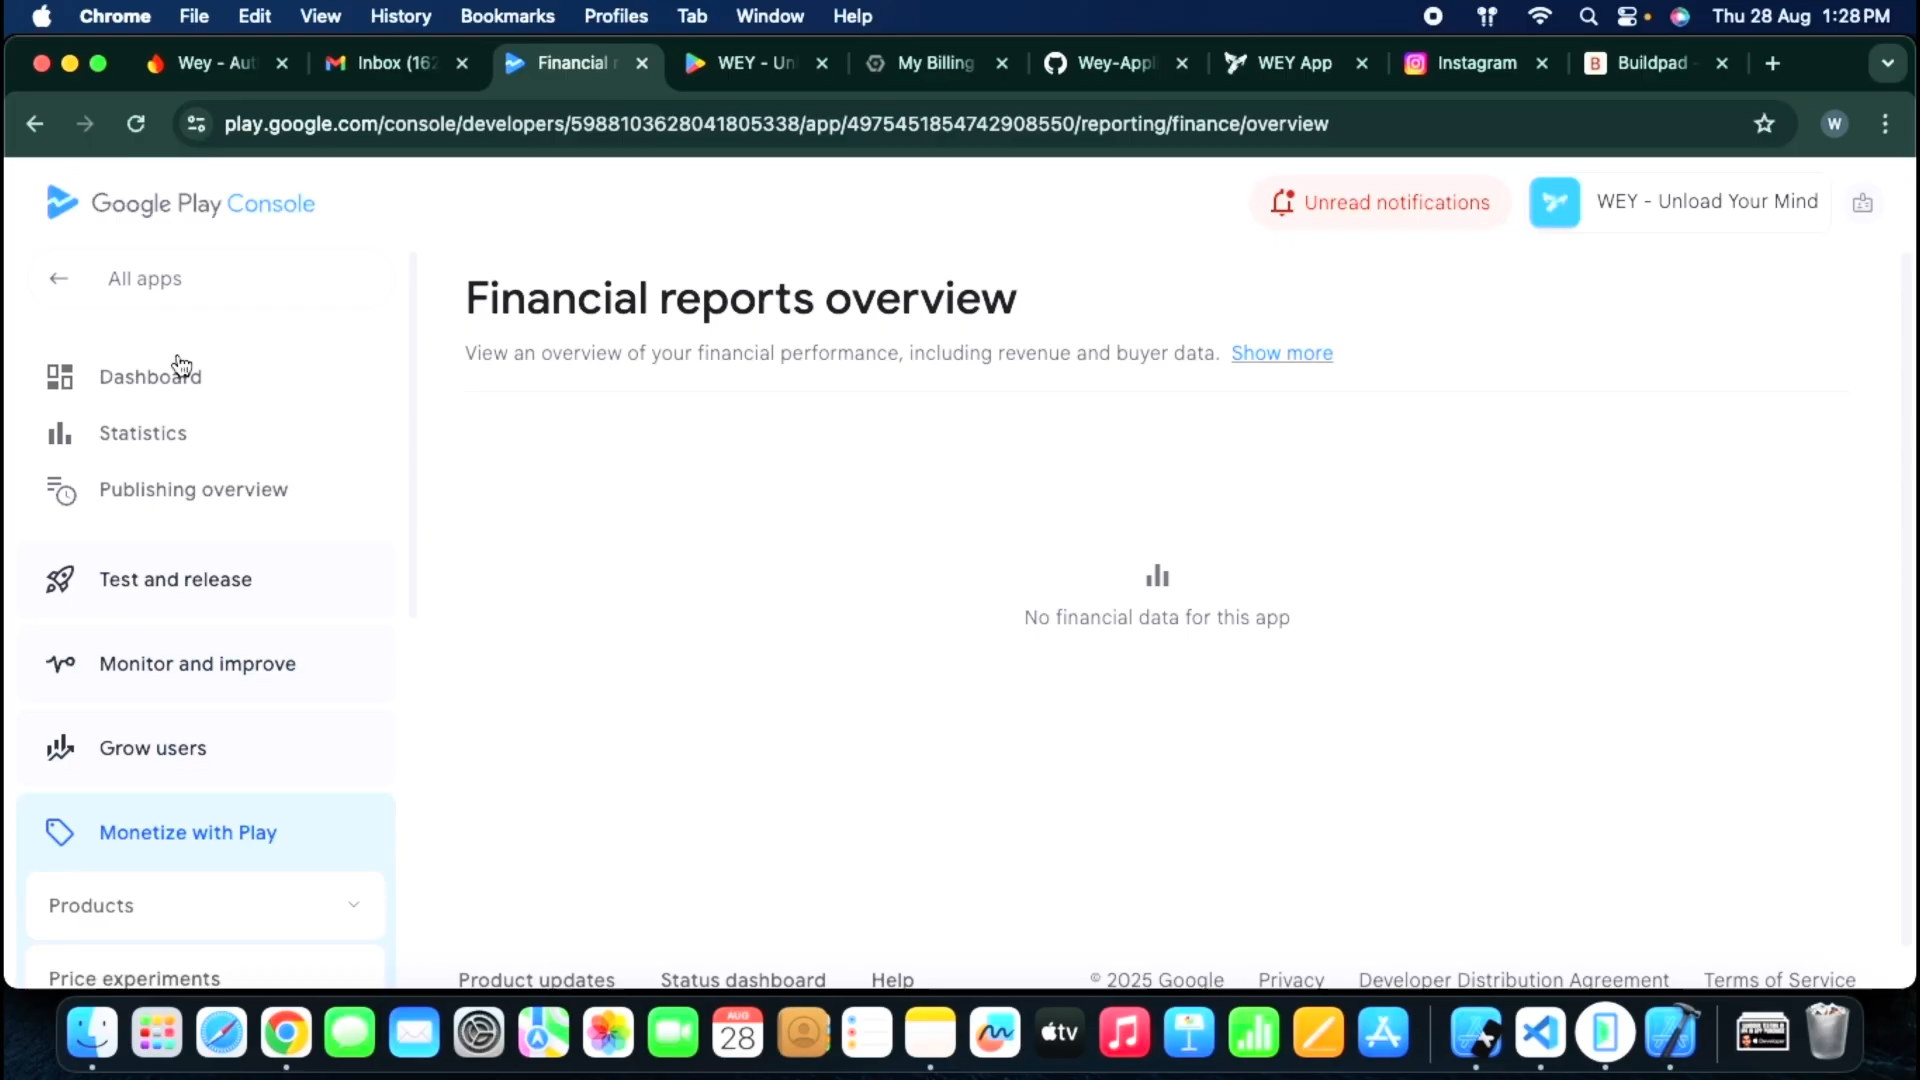 Chrome File Edit View History Bookmarks Profiles Tab Window Help Thu 28 Aug 1:28 PM
Wey - Aut Inbox (162 Financial r WEY - Un My Billing Wey-Appli WEY App Instagram Buildpad -
play.google.com/console/developers/5988103628041805338/app/4975451854742908550/reporting/finance/overview W
Google Play Console Unread notifications WEY - Unload Your Mind
All apps
Financial reports overview
View an overview of your financial performance, including revenue and buyer data. Show more
Dashboard
Statistics
Publishing overview
Test and release
No financial data for this app
Monitor and improve
Grow users
Monetize with Play
Products
Price experiments
Product updates Status dashboard Help © 2025 Google Privacy Developer Distribution Agreement Terms of Service
AUG
28
tv